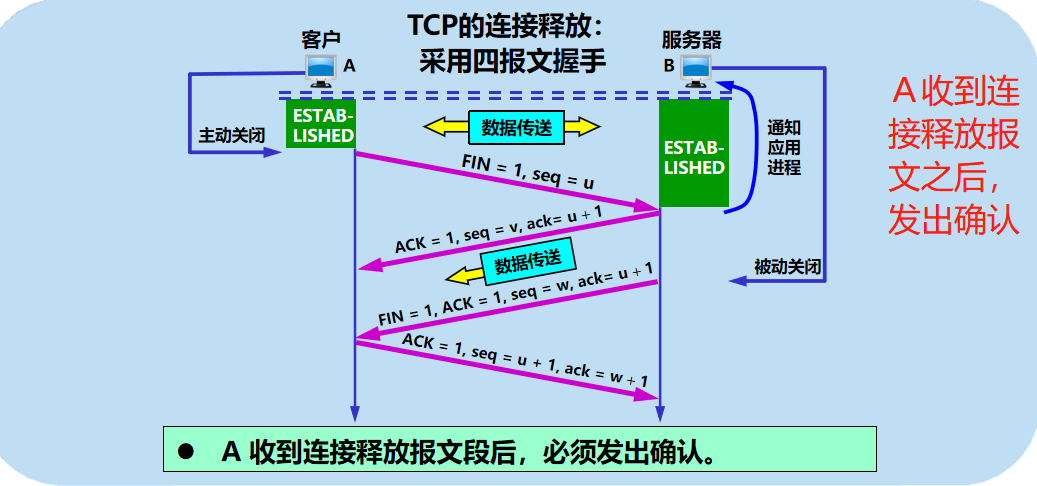 TCP的连接释放：
采用四报文握手
客户
A
服务器
B
ESTAB-
LISHED
数据传送
ESTAB-
LISHED
主动关闭
通知
应用
进程
FIN = 1, seq = u
ACK = 1, seq = v, ack= u + 1
数据传送
被动关闭
FIN = 1, ACK = 1, seq = w, ack= u + 1
ACK = 1, seq = u + 1, ack = w + 1
A 收到连
接释放报
文之后，
发出确认
● A 收到连接释放报文段后，必须发出确认。